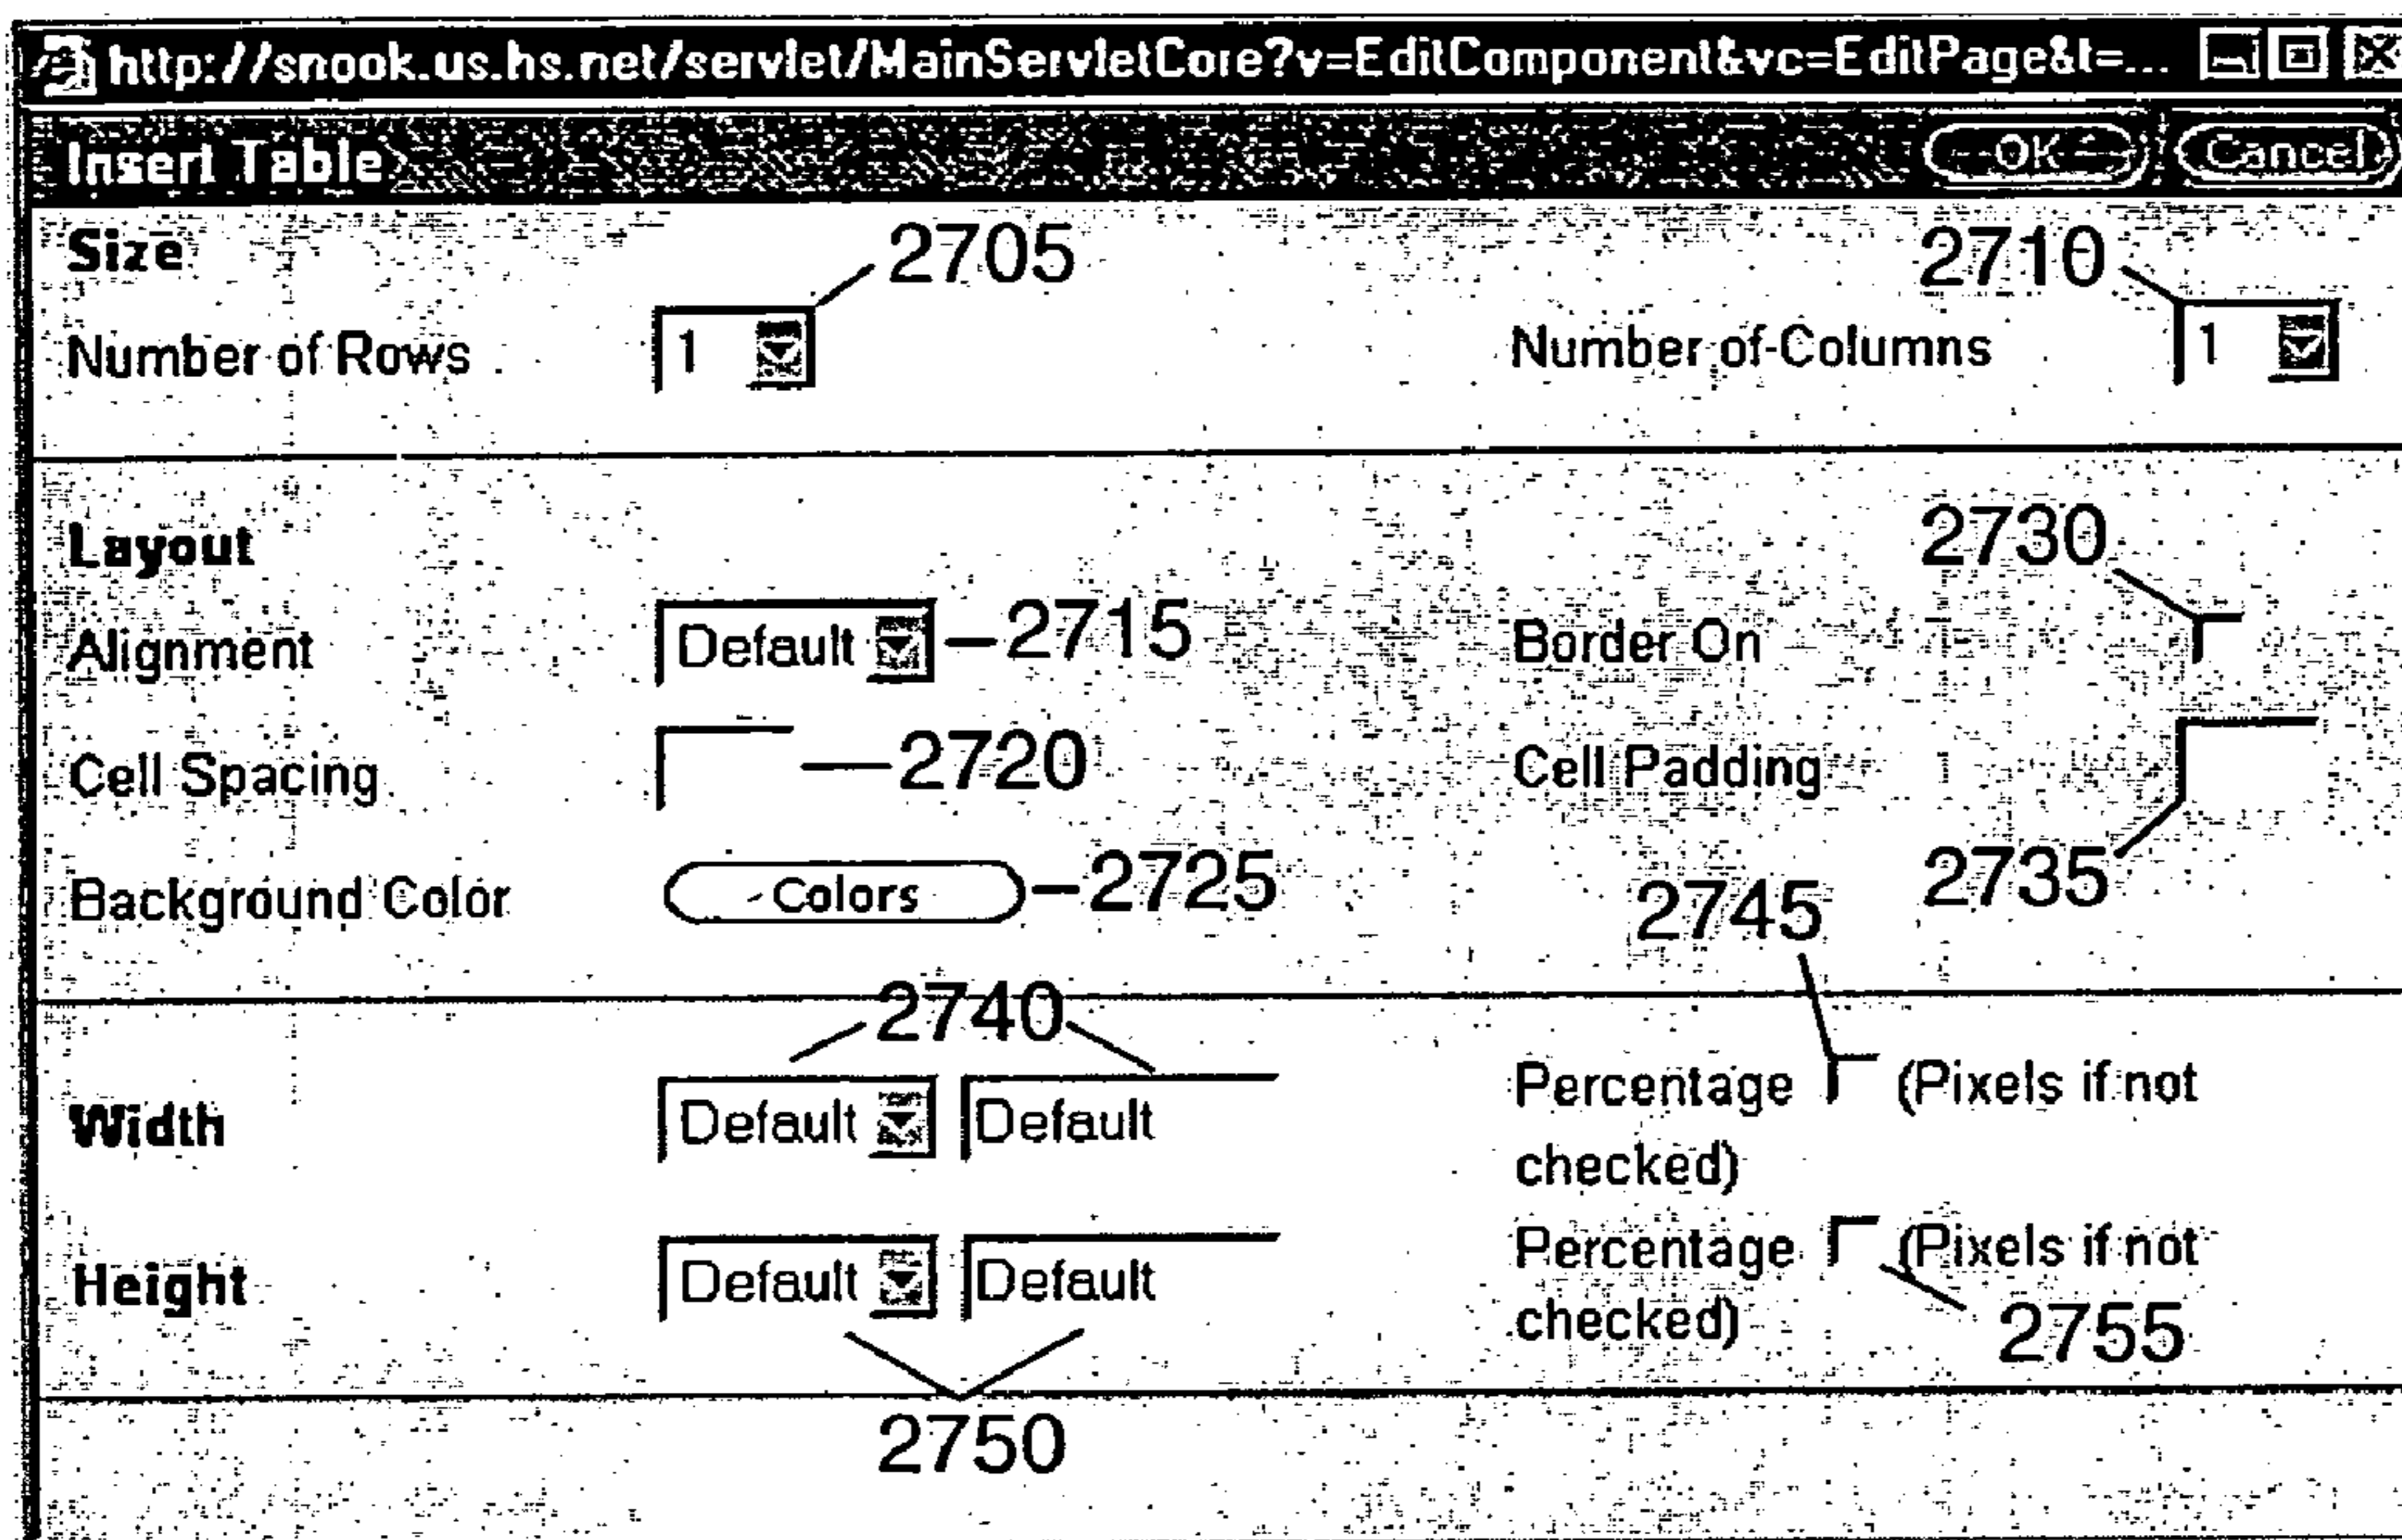 http://snook.us.hs.net/servlet/MainServletCore?v=EditComponent&vc=EditPage&t=...
Insert Table OK Cancel
Size 2705 2710
Number of Rows 1 Number of Columns 1
Layout 2730
Alignment Default 2715 Border On
Cell Spacing 2720 Cell Padding
Background Color Colors 2725 2745 2735
2740
Width Default Default Percentage (Pixels if not
checked)
Height Default Default Percentage (Pixels if not
checked) 2755
2750